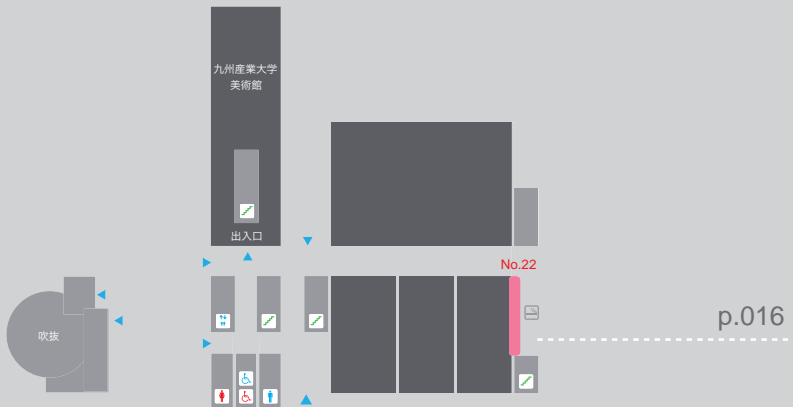 九州産業大学
美術館
出入口
No.22
p.016
吹抜